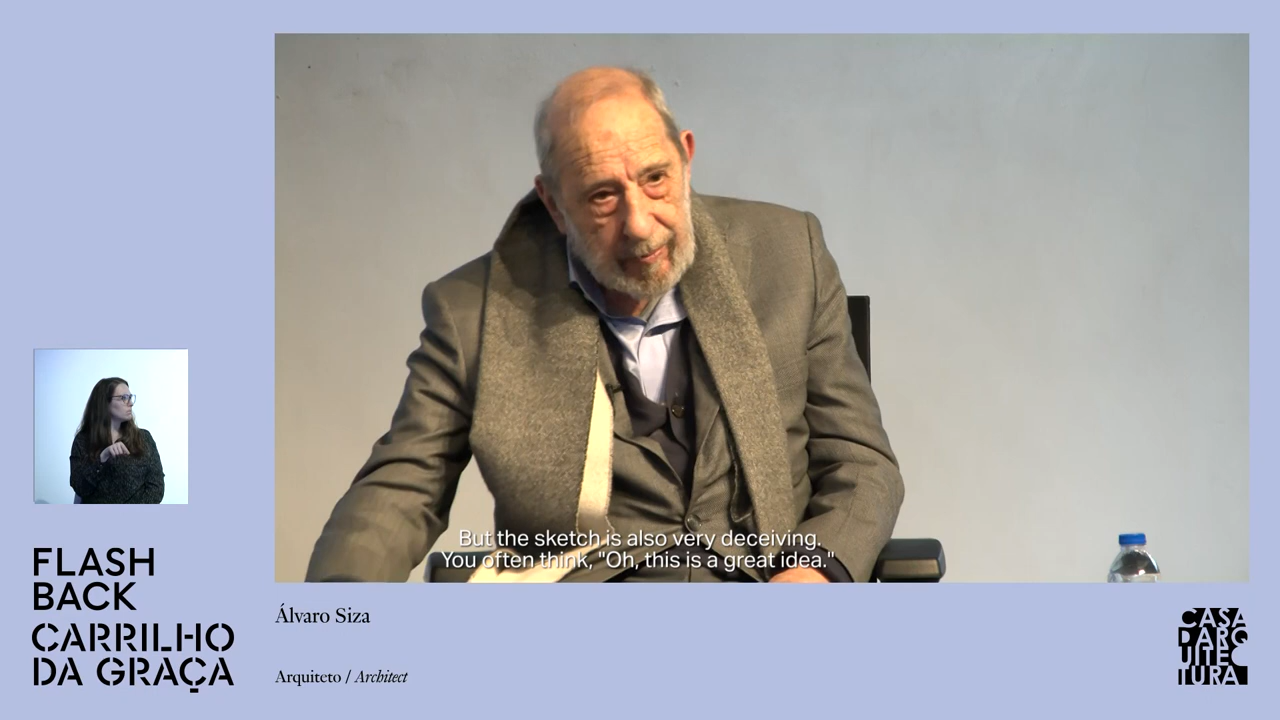 But the sketch is also very deceiving.
You often think, "Oh, this is a great idea."
FLASH
BACK
CARRILHO
DA GRAÇA
Álvaro Siza
Arquiteto / Architect
CASA
DARQ
UITEC
TURA